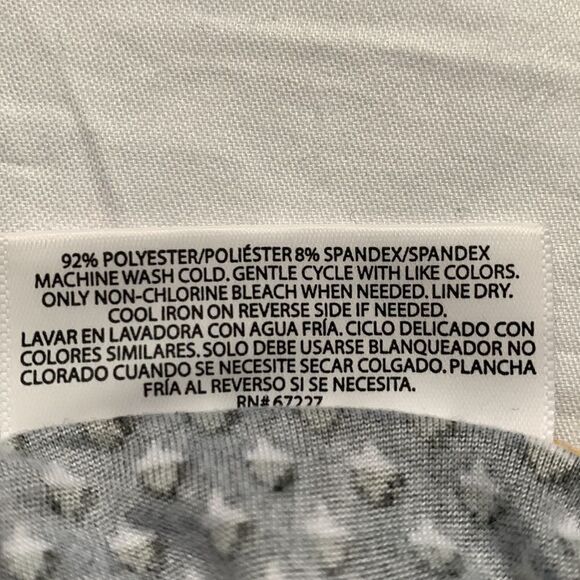 92% POLYESTER/POLIÉSTER 8% SPANDEX/SPANDEX
MACHINE WASH COLD. GENTLE CYCLE WITH LIKE COLORS.
ONLY NON-CHLORINE BLEACH WHEN NEEDED. LINE DRY.
COOL IRON ON REVERSE SIDE IF NEEDED.
LAVAR EN LAVADORA CON AGUA FRÍA. CICLO DELICADO CON
COLORES SIMILARES. SOLO DEBE USARSE BLANQUEADOR NO
CLORADO CUANDO SE NECESITE SECAR COLGADO. PLANCHA
FRÍA AL REVERSO SI SE NECESITA.
RN# 67227